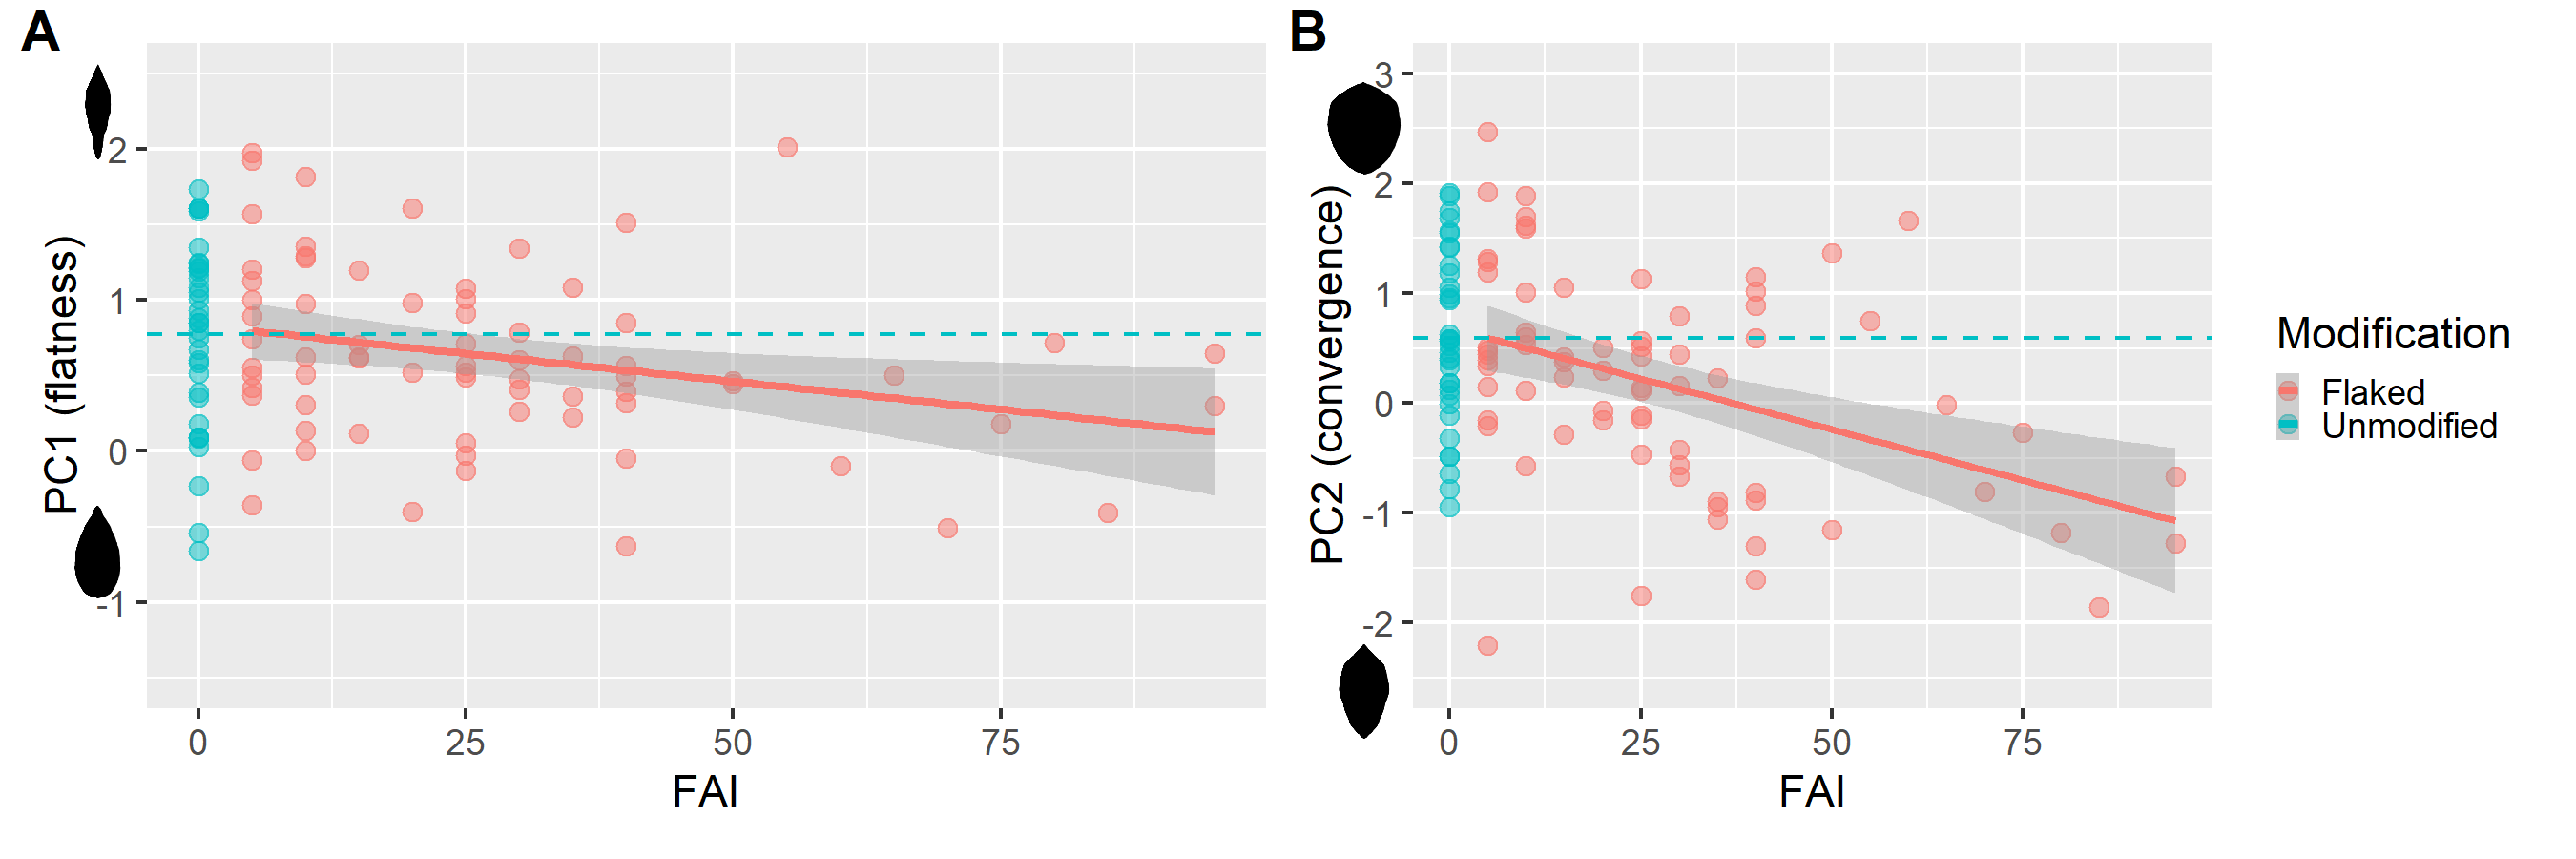 A
B
PC1 (flatness)
2
1
0
-1
0
25
50
75
FAI
PC2 (convergence)
3
2
1
0
-1
-2
0
25
50
75
FAI
Modification
Flaked
Unmodified